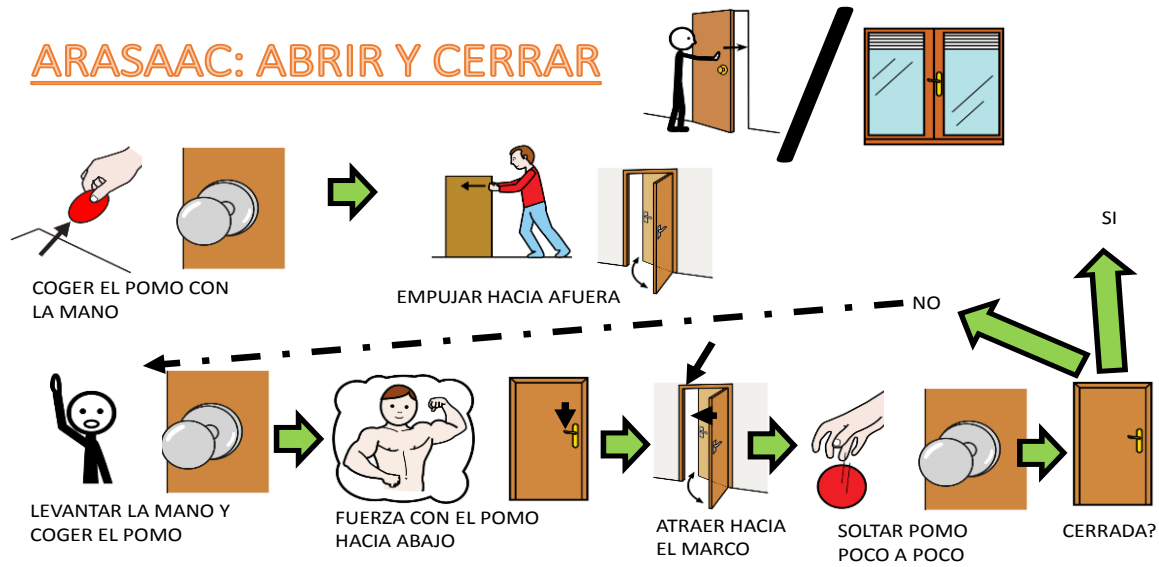 ARASAAC: ABRIR Y CERRAR
COGER EL POMO CON
LA MANO
EMPUJAR HACIA AFUERA
SI
NO
LEVANTAR LA MANO Y
COGER EL POMO
FUERZA CON EL POMO
HACIA ABAJO
ATRAER HACIA
EL MARCO
SOLTAR POMO
POCO A POCO
CERRADA?